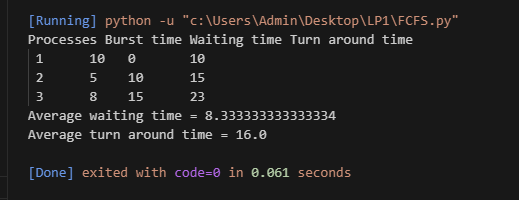 [Running] python -u "c:\Users\Admin\Desktop\LP1\FCFS.py"
Processes Burst time Waiting time Turn around time
1 10 0 10
2 5 10 15
3 8 15 23
Average waiting time = 8.333333333333334
Average turn around time = 16.0
[Done] exited with code=0 in 0.061 seconds